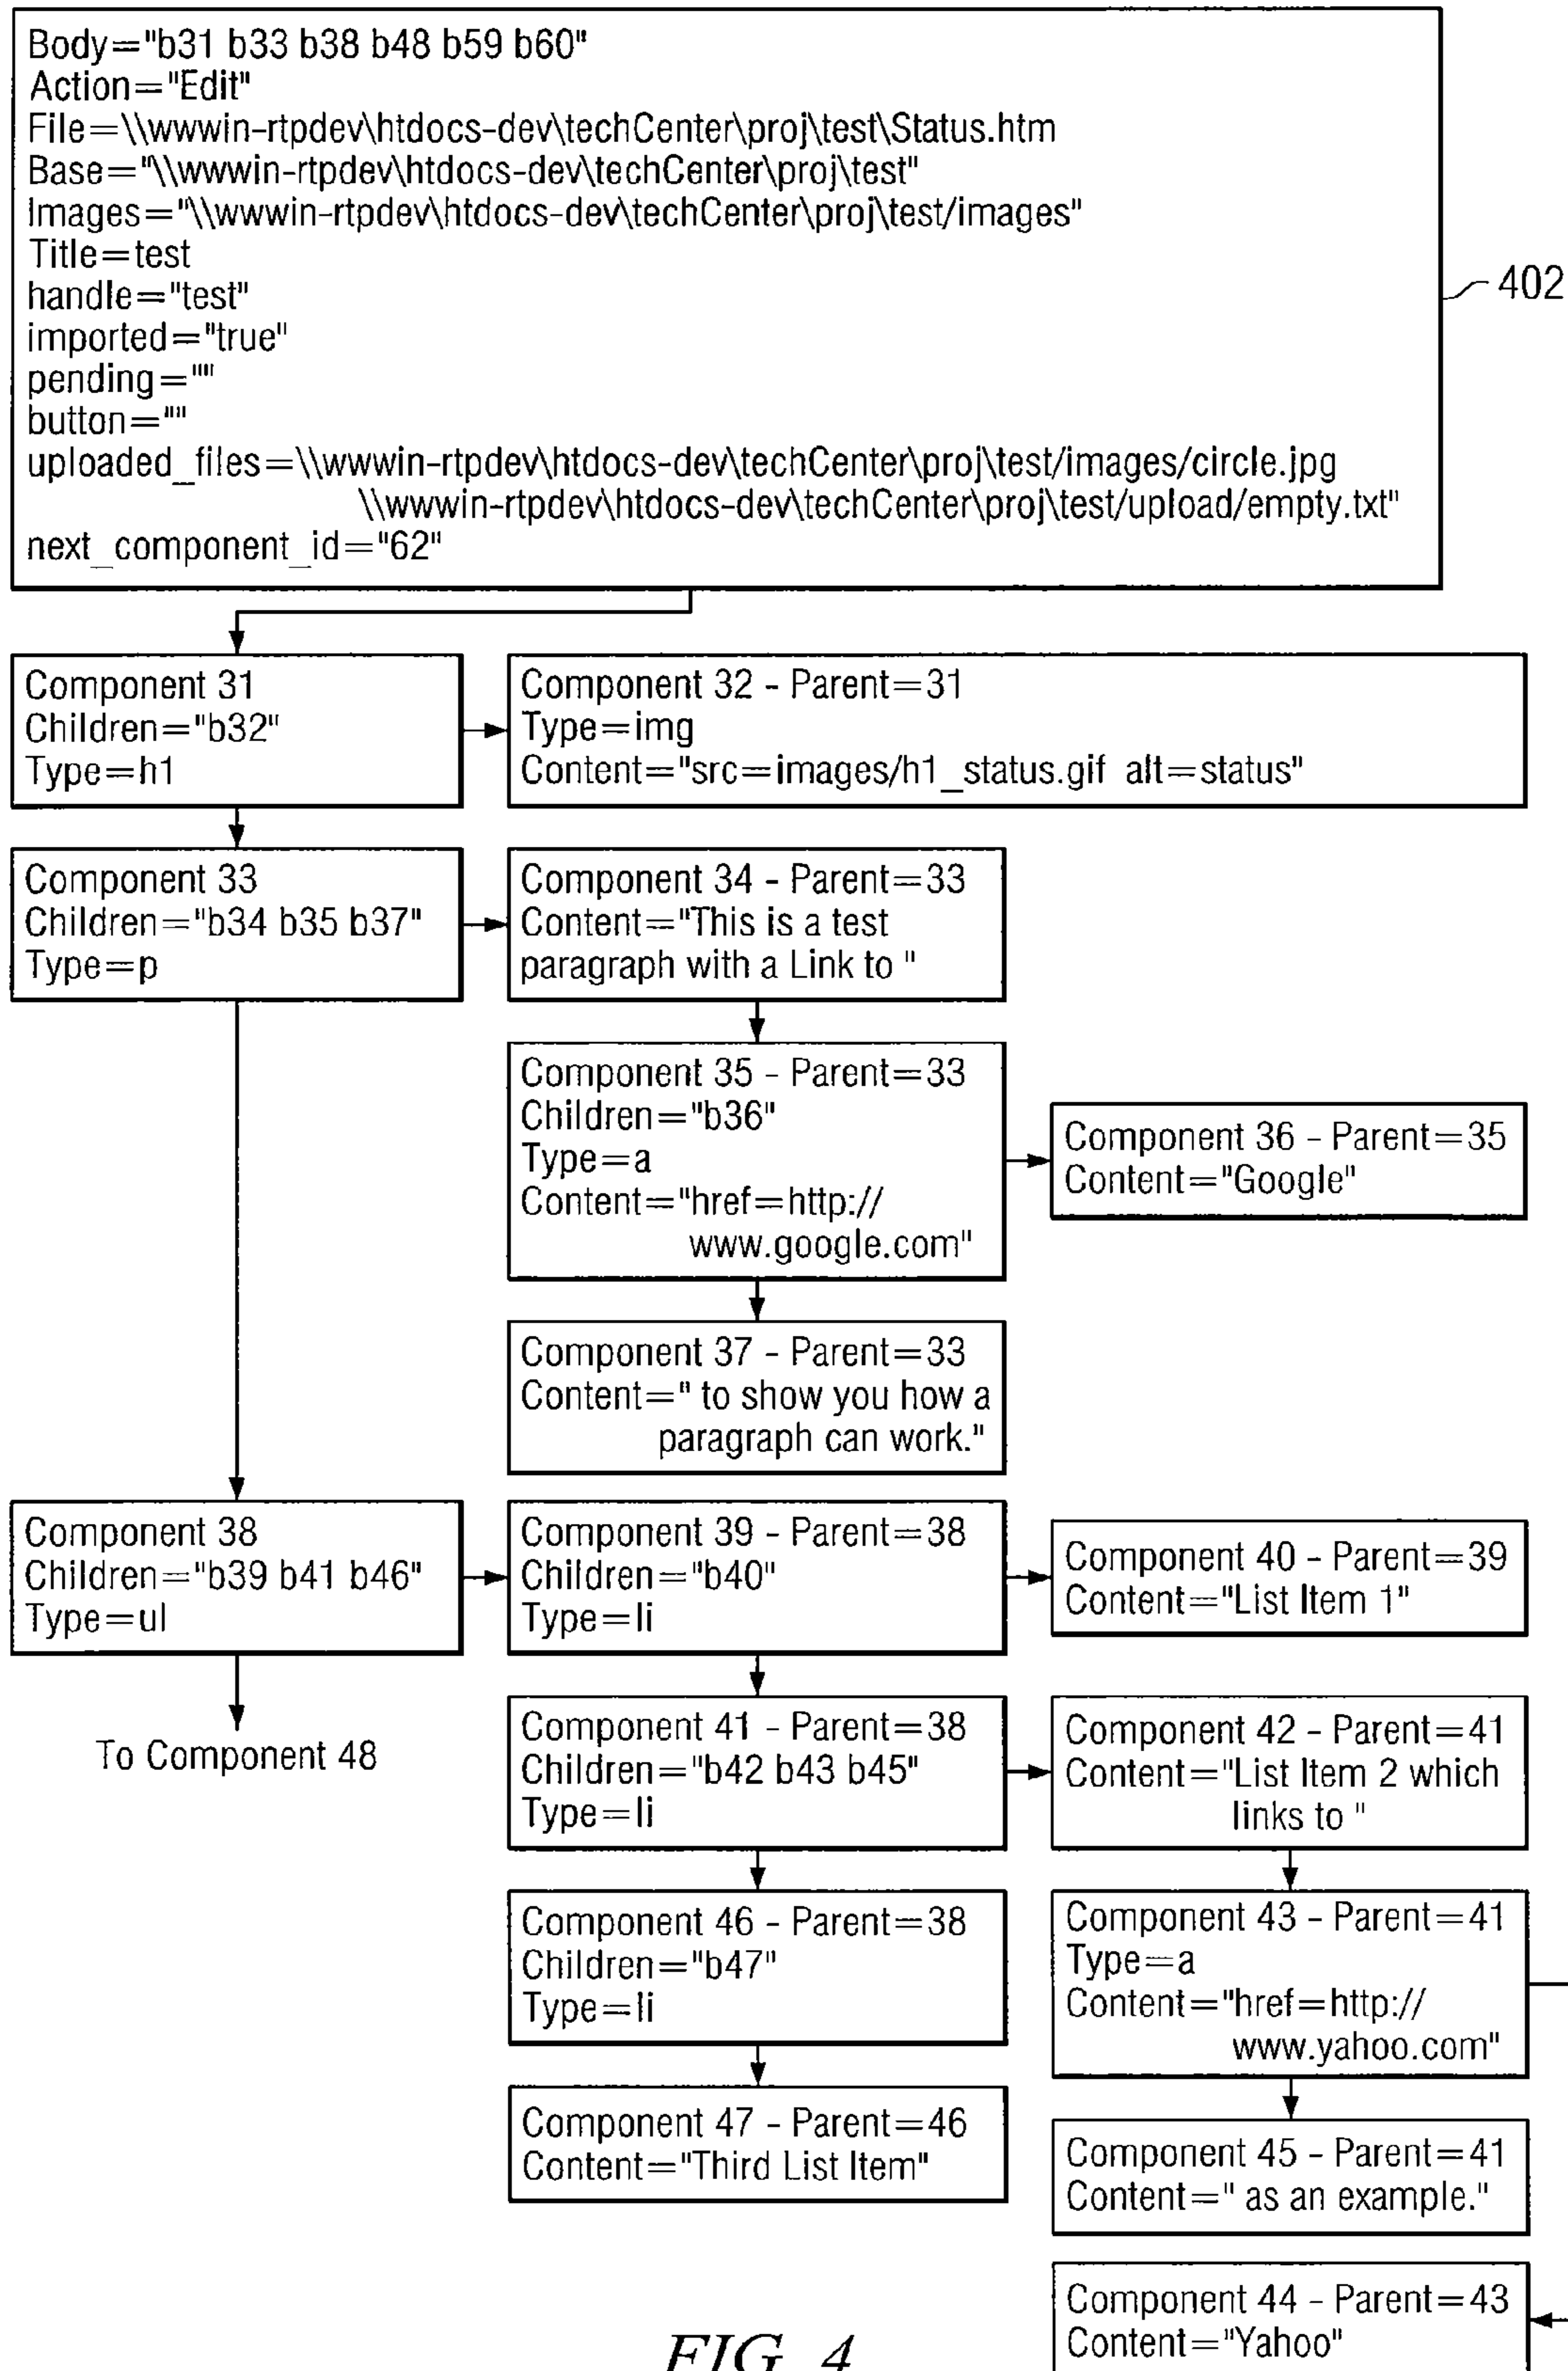 Body="b31 b33 b38 b48 b59 b60"
Action="Edit"
File=\\wwwin-rtpdev\htdocs-dev\techCenter\proj\test\Status.htm
Base="\\wwwin-rtpdev\htdocs-dev\techCenter\proj\test"
Images="\\wwwin-rtpdev\htdocs-dev\techCenter\proj\test/images"
Title=test
handle="test"
imported="true"
pending=""
button=""
uploaded_files=\\wwwin-rtpdev\htdocs-dev\techCenter\proj\test/images/circle.jpg
\\wwwin-rtpdev\htdocs-dev\techCenter\proj\test/upload/empty.txt"
next_component_id="62"
402
Component 31
Children="b32"
Type=h1
Component 32 - Parent=31
Type=img
Content="src=images/h1_status.gif alt=status"
Component 33
Children="b34 b35 b37"
Type=p
Component 34 - Parent=33
Content="This is a test
paragraph with a Link to "
Component 35 - Parent=33
Children="b36"
Type=a
Content="href=http://
www.google.com"
Component 36 - Parent=35
Content="Google"
Component 37 - Parent=33
Content=" to show you how a
paragraph can work."
Component 38
Children="b39 b41 b46"
Type=ul
Component 39 - Parent=38
Children="b40"
Type=li
Component 40 - Parent=39
Content="List Item 1"
To Component 48
Component 41 - Parent=38
Children="b42 b43 b45"
Type=li
Component 42 - Parent=41
Content="List Item 2 which
links to "
Component 46 - Parent=38
Children="b47"
Type=li
Component 43 - Parent=41
Type=a
Content="href=http://
www.yahoo.com"
Component 47 - Parent=46
Content="Third List Item"
Component 45 - Parent=41
Content=" as an example."
Component 44 - Parent=43
Content="Yahoo"
FIG. 4